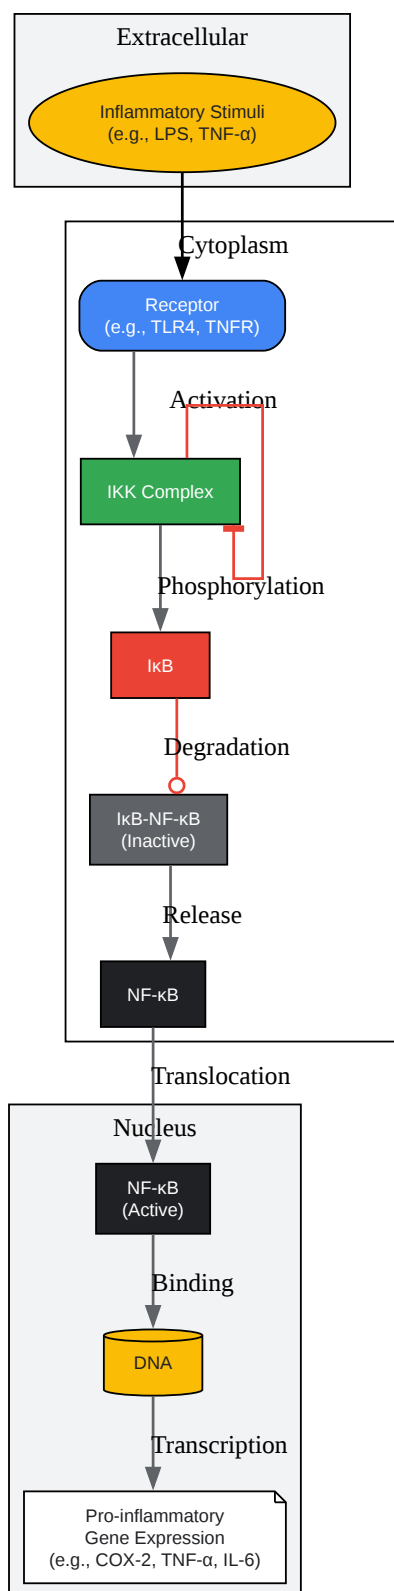 Extracellular
Inflammatory Stimuli
(e.g., LPS, TNF-α)
Cytoplasm
Receptor
(e.g., TLR4, TNFR)
Activation
IKK Complex
Phosphorylation
IκB
Degradation
IκB-NF-κB
(Inactive)
Release
NF-κB
Translocation
Nucleus
NF-κB
(Active)
Binding
DNA
Transcription
Pro-inflammatory
Gene Expression
(e.g., COX-2, TNF-α, IL-6)